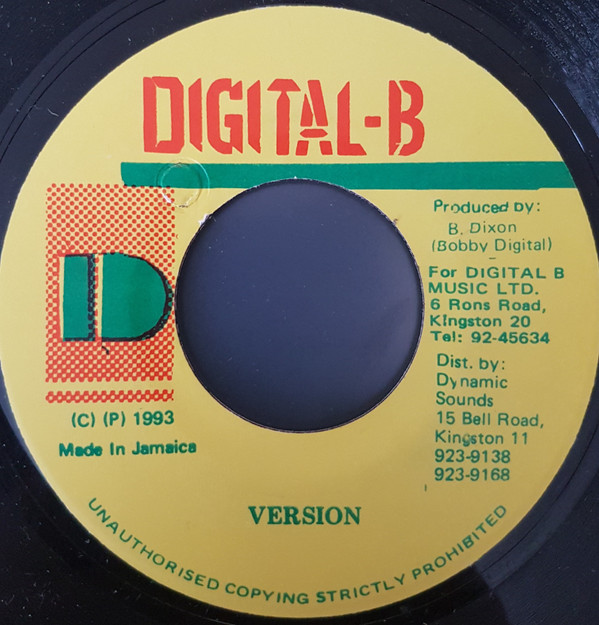 DIGITAL-B
Produced by:
B. Dixon
(Bobby Digital)
For DIGITAL B
MUSIC LTD.
6 Rons Road,
Kingston 20
Tel: 92-45634
Dist. by:
Dynamic
Sounds
15 Bell Road,
Kingston 11
923-9138
923-9168
D
(C) (P) 1993
Made In Jamaica
VERSION
UNAUTHORISED COPYING STRICTLY PROHIBITED